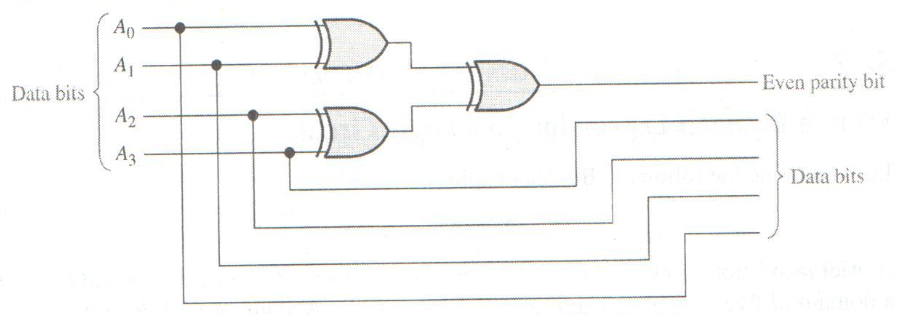 A0
A1
Data bits
A2
A3
Even parity bit
Data bits